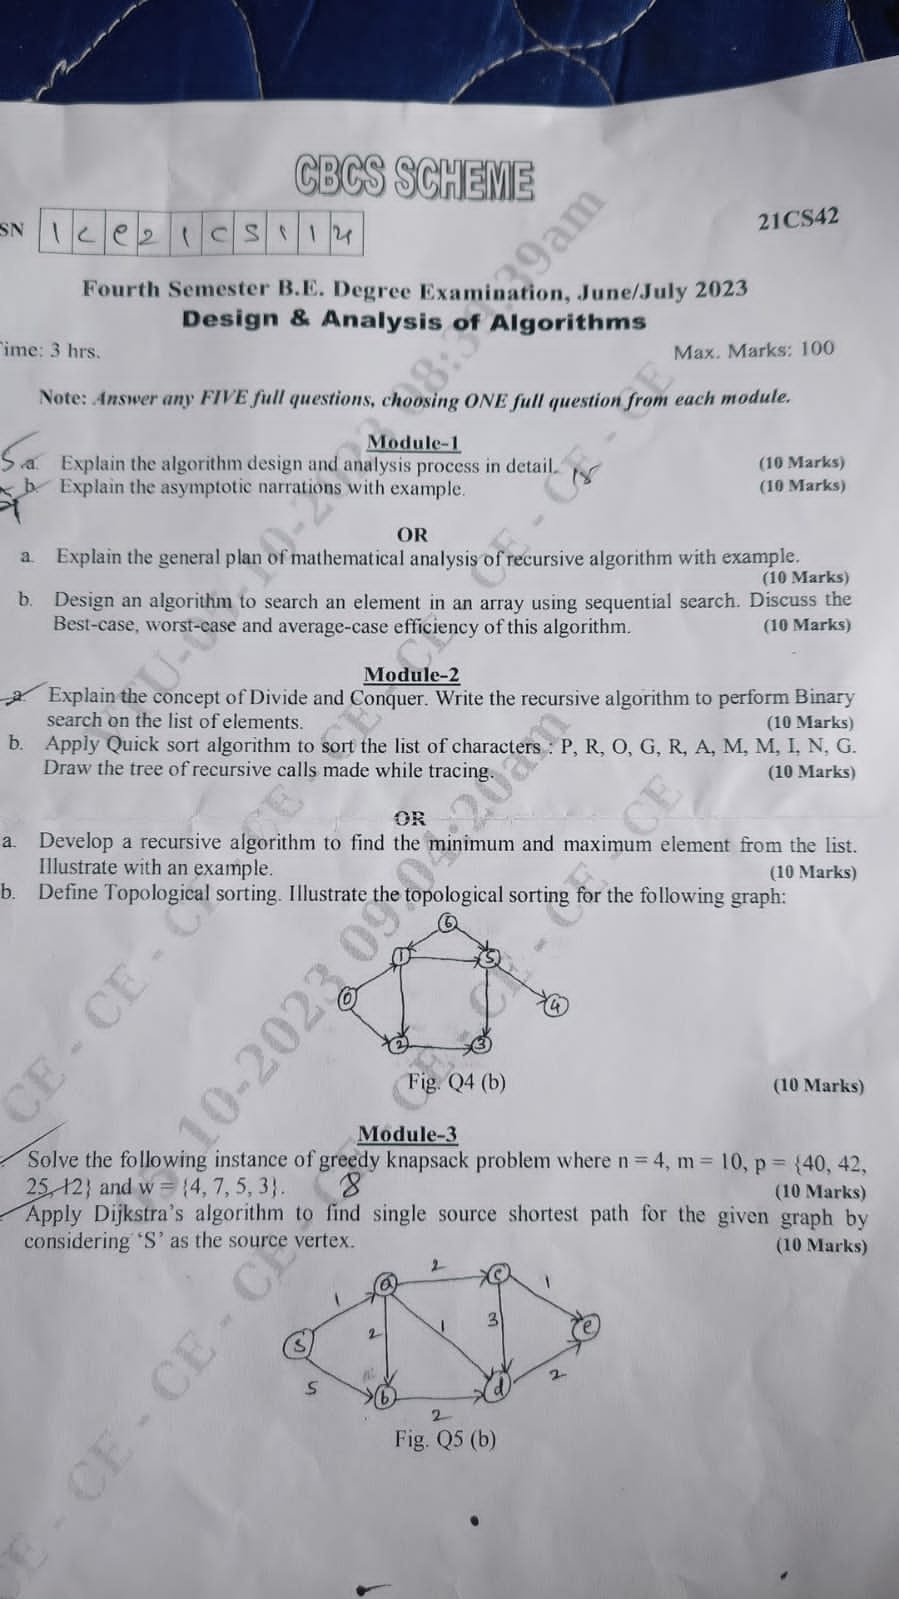 CBCS SCHEME
SN 1 C e 2 1 C S 1 1 4
21CS42
Fourth Semester B.E. Degree Examination, June/July 2023
Design & Analysis of Algorithms
Time: 3 hrs.
Max. Marks: 100
Note: Answer any FIVE full questions, choosing ONE full question from each module.
Module-1
a. Explain the algorithm design and analysis process in detail. (10 Marks)
b. Explain the asymptotic narrations with example. (10 Marks)
OR
a. Explain the general plan of mathematical analysis of recursive algorithm with example.
(10 Marks)
b. Design an algorithm to search an element in an array using sequential search. Discuss the
Best-case, worst-case and average-case efficiency of this algorithm. (10 Marks)
Module-2
a. Explain the concept of Divide and Conquer. Write the recursive algorithm to perform Binary
search on the list of elements. (10 Marks)
b. Apply Quick sort algorithm to sort the list of characters : P, R, O, G, R, A, M, M, I, N, G.
Draw the tree of recursive calls made while tracing. (10 Marks)
OR
a. Develop a recursive algorithm to find the minimum and maximum element from the list.
Illustrate with an example. (10 Marks)
b. Define Topological sorting. Illustrate the topological sorting for the following graph:
6
1 5
0 4
2 3
Fig. Q4 (b) (10 Marks)
Module-3
Solve the following instance of greedy knapsack problem where n = 4, m = 10, p = {40, 42,
25, 12} and w = {4, 7, 5, 3}. 8 (10 Marks)
Apply Dijkstra's algorithm to find single source shortest path for the given graph by
considering 'S' as the source vertex. (10 Marks)
2
a c
1 1
2 1 3
S e
5 2
b d
2
Fig. Q5 (b)